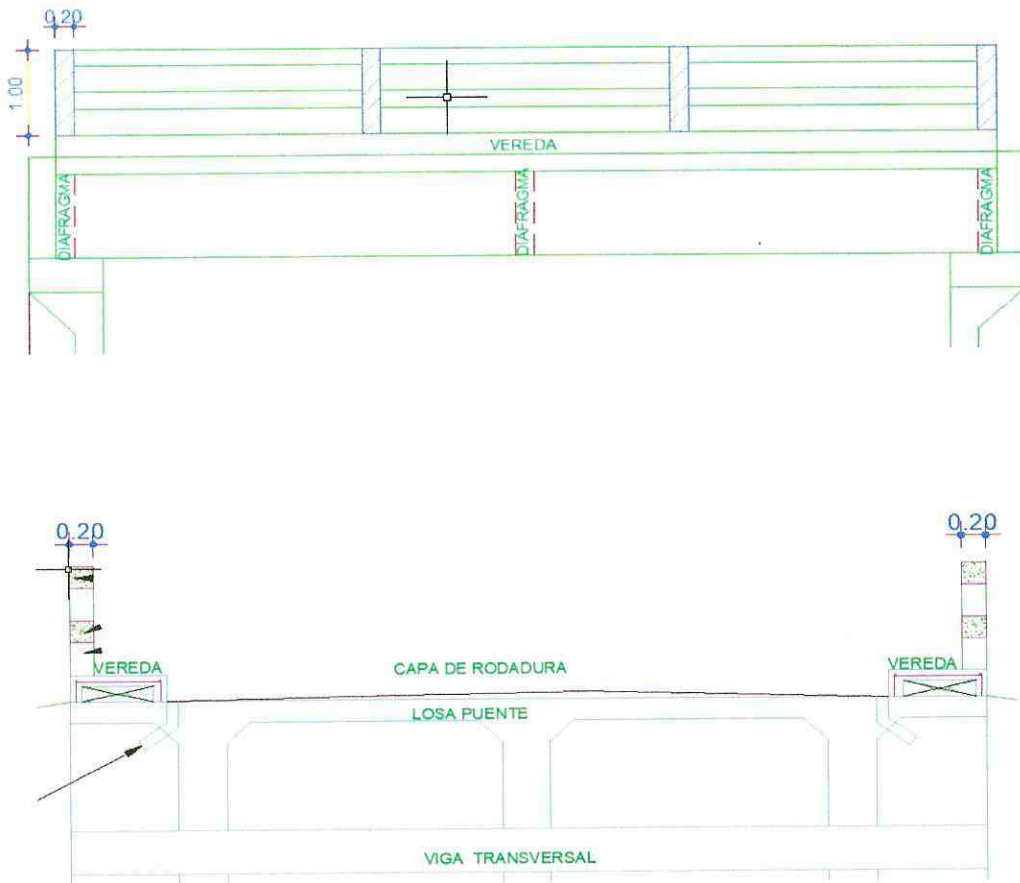 0.20
1.00
VEREDA
DIAFRAGMA
DIAFRAGMA
DIAFRAGMA
0.20
0.20
VEREDA
CAPA DE RODADURA
VEREDA
LOSA PUENTE
VIGA TRANSVERSAL